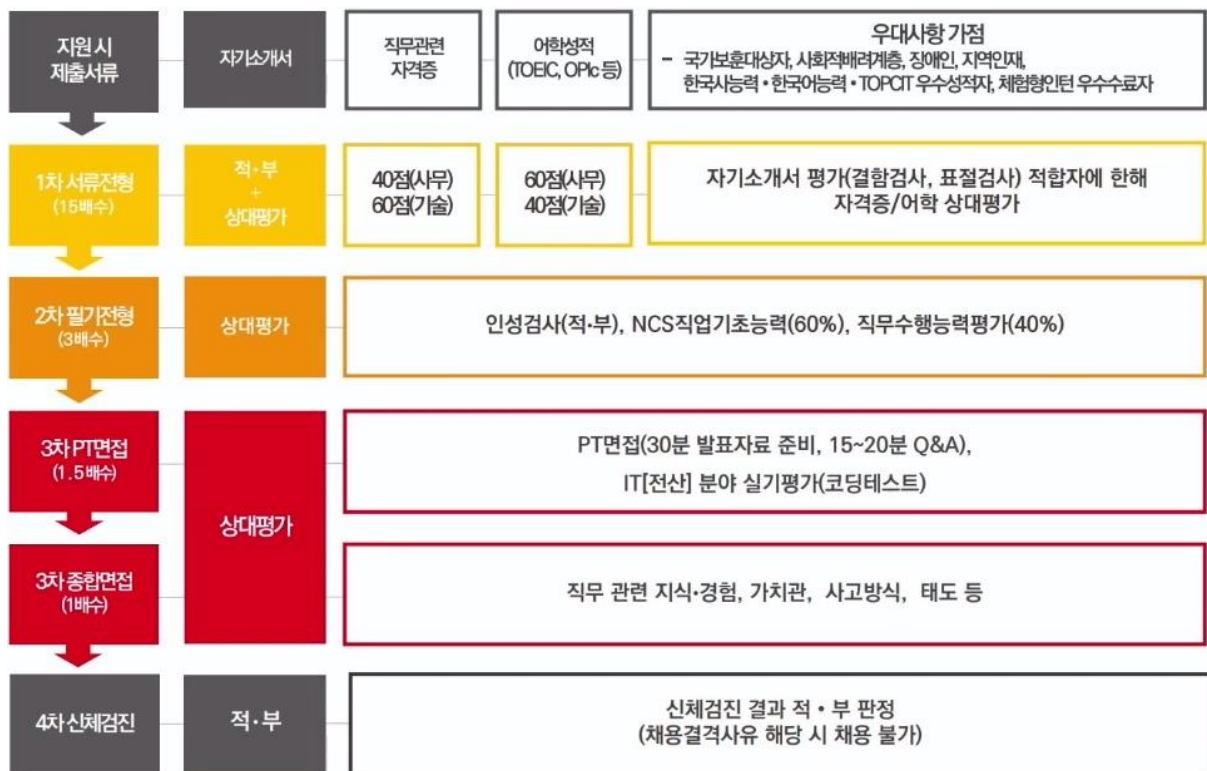 지원 시
제출서류
자기소개서
직무관련
자격증
어학성적
(TOEIC, OPIc 등)
우대사항 가점
- 국가보훈대상자, 사회적배려계층, 장애인, 지역인재,
한국사능력·한국어능력·TOPCIT 우수성적자, 체험형인턴 우수수료자
1차 서류전형
(15배수)
적·부
+
상대평가
40점(사무)
60점(기술)
60점(사무)
40점(기술)
자기소개서 평가(결함검사, 표절검사) 적합자에 한해
자격증/어학 상대평가
2차 필기전형
(3배수)
상대평가
인성검사(적·부), NCS직업기초능력(60%), 직무수행능력평가(40%)
3차 PT면접
(1.5배수)
상대평가
PT면접(30분 발표자료 준비, 15~20분 Q&A),
IT[전산] 분야 실기평가(코딩테스트)
3차 종합면접
(1배수)
직무 관련 지식·경험, 가치관, 사고방식, 태도 등
4차 신체검진
적·부
신체검진 결과 적·부 판정
(채용결격사유 해당 시 채용 불가)